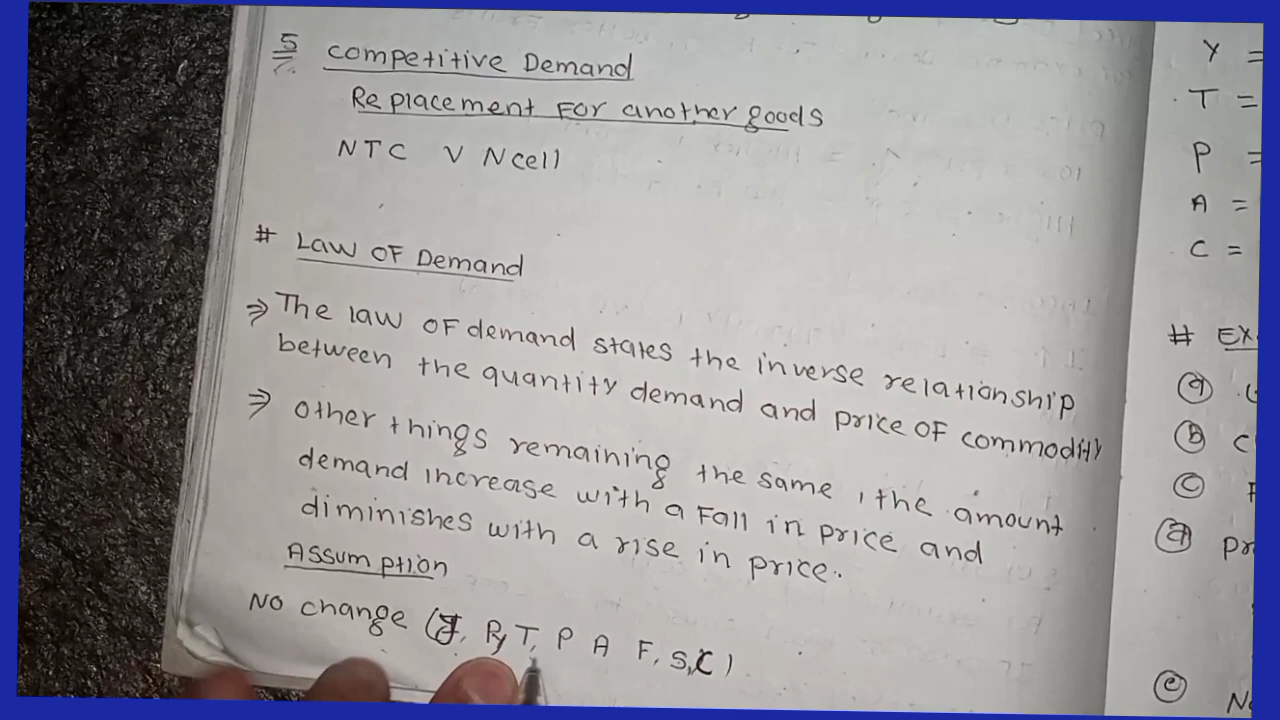 5 Competitive Demand
Replacement For another goods
NTC V Ncell
# Law OF Demand
⇒ The law OF demand states the inverse relationship
between the quantity demand and price OF commodity
⇒ Other things remaining the same, the amount
demand increase with a Fall in price and
diminishes with a rise in price.
Assumption
No change ( Py T, P A F, S,C)
Y =
T =
P =
A =
C =
# Ex
(a)
(b) C
(c) F
(d) Pr
(e) No